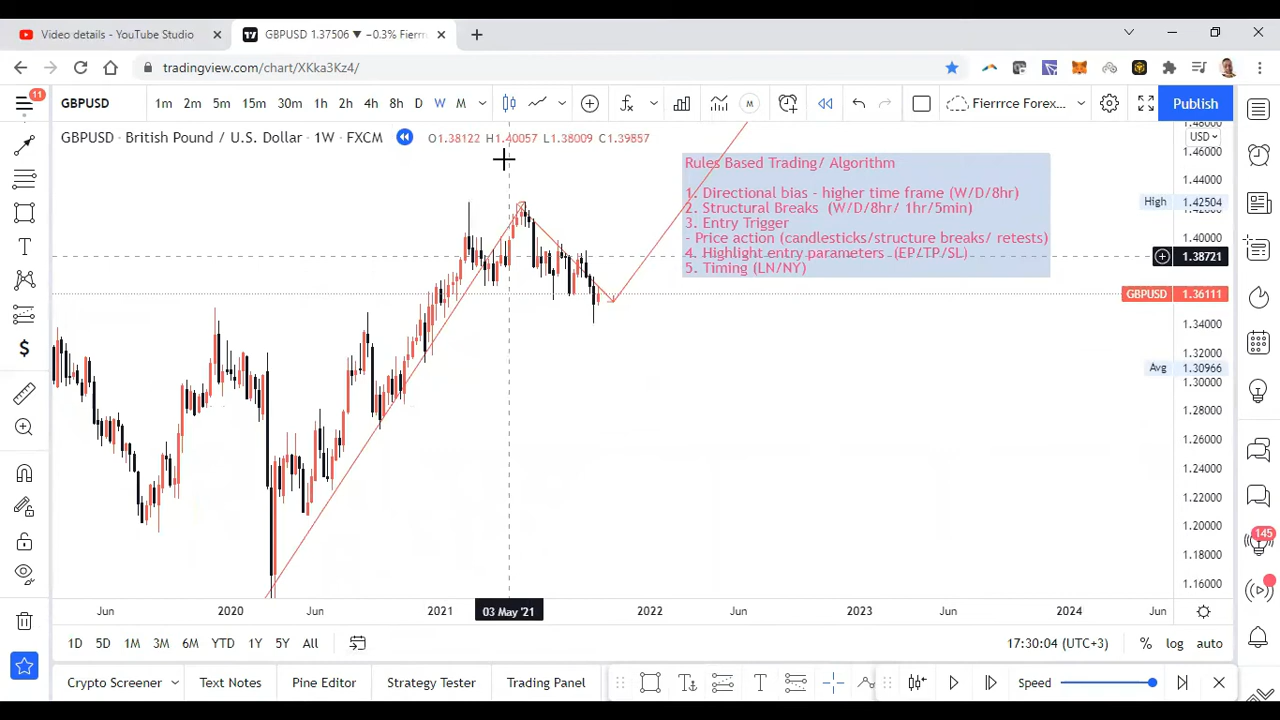 Video details - YouTube Studio
GBPUSD 1.37506 ▼ −0.3% Fierrr
tradingview.com/chart/XKka3Kz4/
11
GBPUSD 1m 2m 5m 15m 30m 1h 2h 4h 8h D W M
Fierrrce Forex...
Publish
GBPUSD · British Pound / U.S. Dollar · 1W · FXCM O1.38122 H1.40057 L1.38009 C1.39857
USD
1.46000
1.44000
High 1.42504
1.40000
1.38721
GBPUSD 1.36111
1.34000
1.32000
Avg 1.30966
1.30000
1.28000
1.26000
1.24000
1.22000
1.20000
1.18000
1.16000
Rules Based Trading/ Algorithm
1. Directional bias - higher time frame (W/D/8hr)
2. Structural Breaks (W/D/8hr/ 1hr/5min)
3. Entry Trigger
- Price action (candlesticks/structure breaks/ retests)
4. Highlight entry parameters (EP/TP/SL)
5. Timing (LN/NY)
145
Jun 2020 Jun 2021 03 May '21 2022 Jun 2023 Jun 2024 Jun
1D 5D 1M 3M 6M YTD 1Y 5Y All
17:30:04 (UTC+3) % log auto
Crypto Screener Text Notes Pine Editor Strategy Tester Trading Panel
Speed